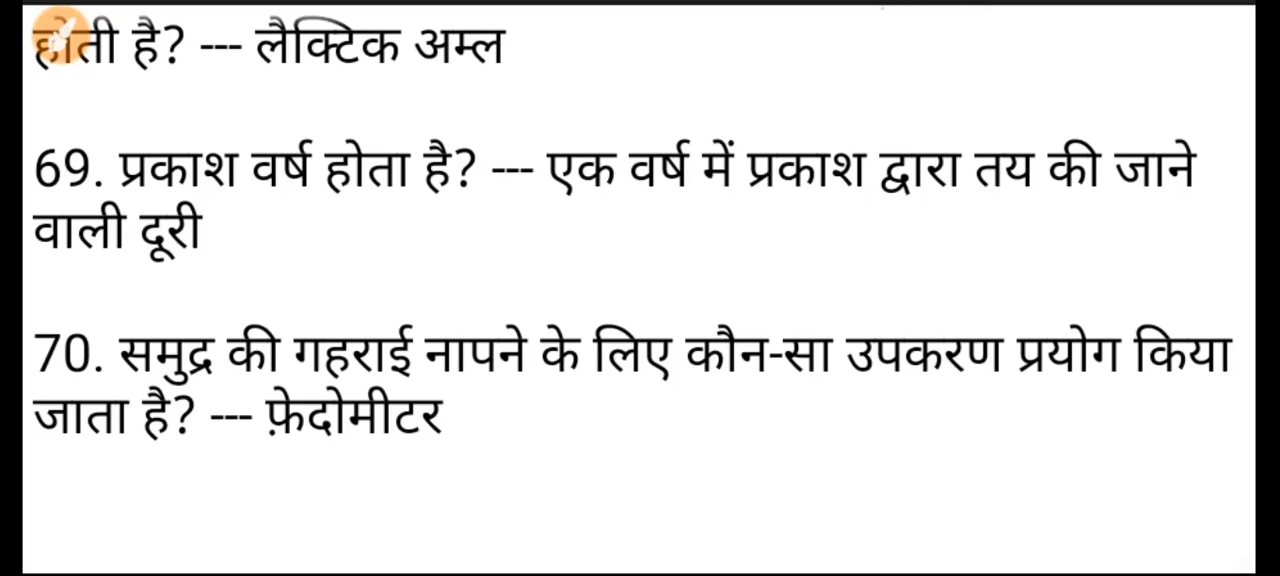 होती है? --- लैक्टिक अम्ल
69. प्रकाश वर्ष होता है? --- एक वर्ष में प्रकाश द्वारा तय की जाने
वाली दूरी
70. समुद्र की गहराई नापने के लिए कौन-सा उपकरण प्रयोग किया
जाता है? --- फ़ेदोमीटर